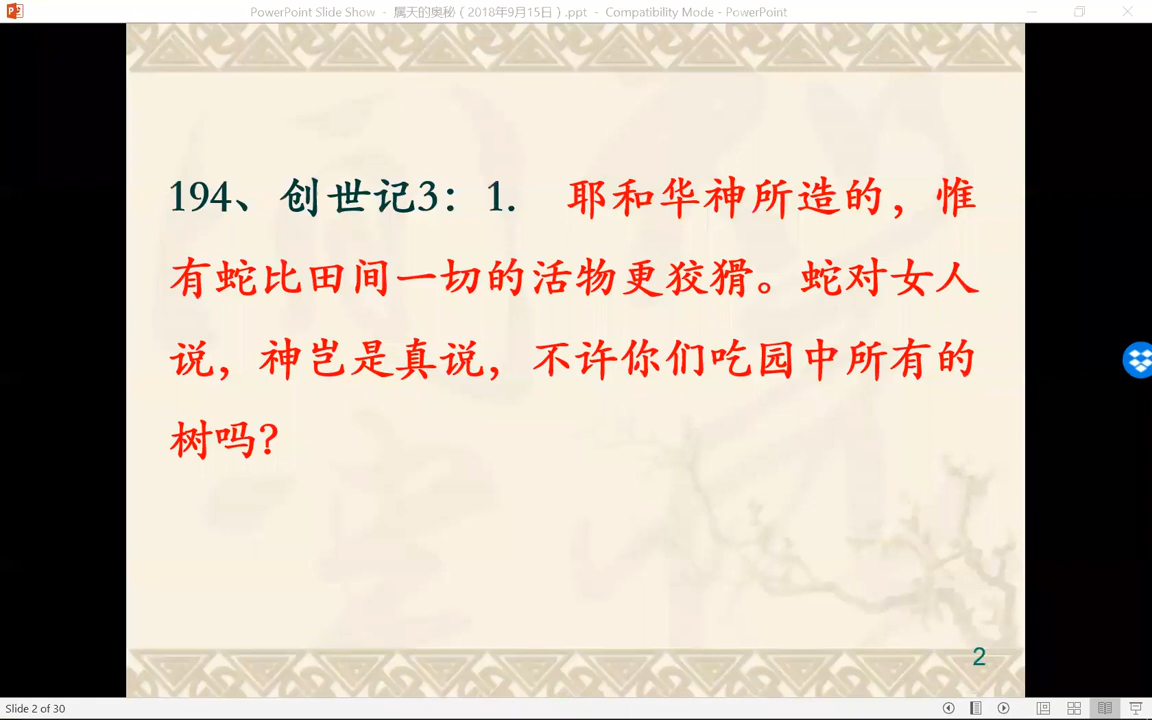 PowerPoint Slide Show - 属天的奥秘（2018年9月15日）.ppt - Compatibility Mode - PowerPoint
194、创世记3：1. 耶和华神所造的，惟
有蛇比田间一切的活物更狡猾。蛇对女人
说，神岂是真说，不许你们吃园中所有的
树吗？
2
Slide 2 of 30